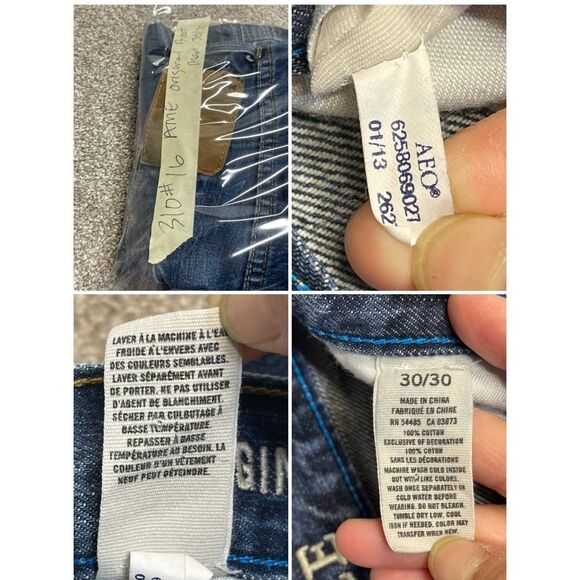 310#16 AME original Boot
Men 30x30
AEO®
6258069027
01/13 262
LAVER À LA MACHINE À L'EAU
FROIDE À L'ENVERS AVEC
DES COULEURS SEMBLABLES.
LAVER SÉPARÉMENT AVANT
DE PORTER. NE PAS UTILISER
D'AGENT DE BLANCHIMENT.
SÉCHER PAR CULBUTAGE À
BASSE TEMPÉRATURE
REPASSER À BASSE
TEMPÉRATURE AU BESOIN. LA
COULEUR D'UN VÊTEMENT
NEUF PEUT DÉTEINDRE.
GIN
30/30
MADE IN CHINA
FABRIQUÉ EN CHINE
RN 54485 CA 03873
100% COTTON
EXCLUSIVE OF DECORATION
100% COTON
SANS LES DÉCORATIONS
MACHINE WASH COLD INSIDE
OUT WITH LIKE COLORS.
WASH ONCE SEPARATELY IN
COLD WATER BEFORE
WEARING. DO NOT BLEACH.
TUMBLE DRY LOW. COOL
IRON IF NEEDED. COLOR MAY
TRANSFER WHEN NEW.